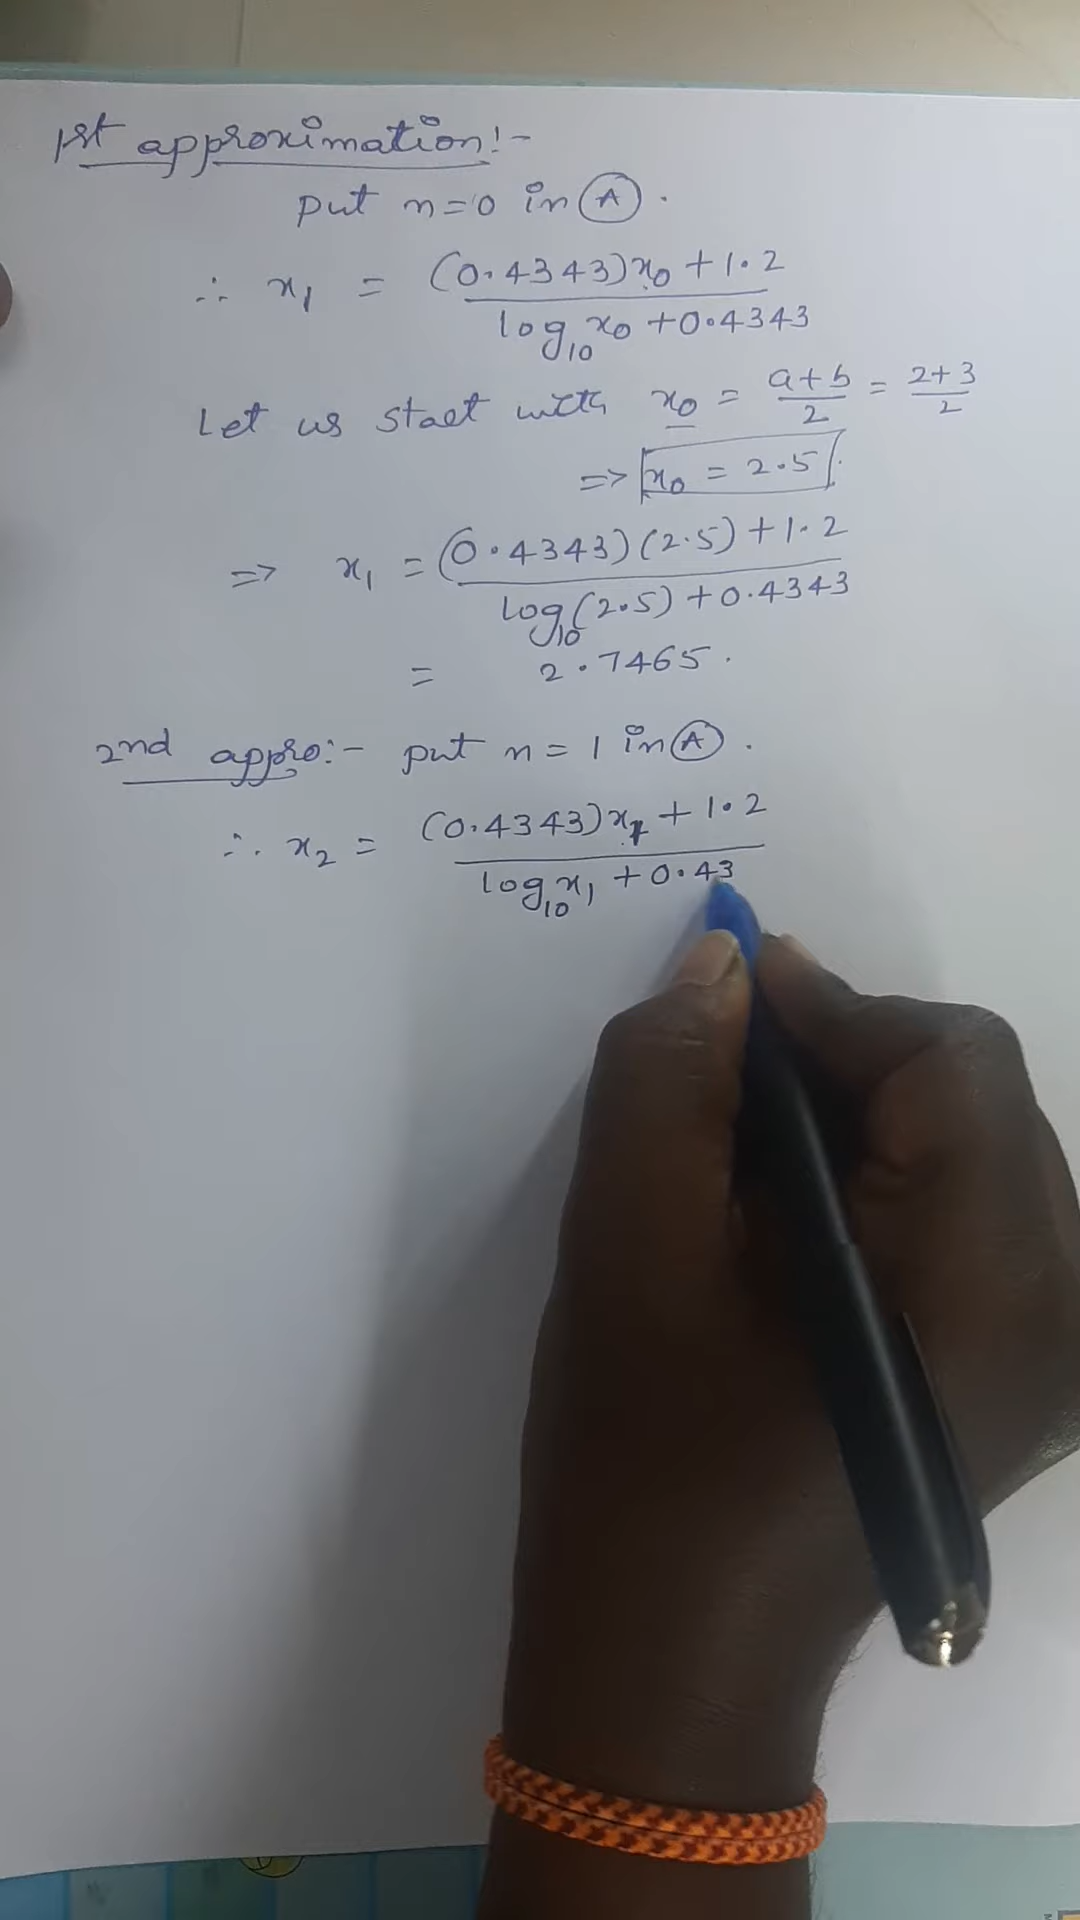 1st approximation:-
put n=0 in (A).
∴ x₁ = (0.4343)x₀ + 1.2 / log₁₀ x₀ + 0.4343
Let us start with x₀ = a+b/2 = 2+3/2
=> x₀ = 2.5.
=> x₁ = (0.4343)(2.5) + 1.2 / log₁₀(2.5) + 0.4343
= 2.7465.
2nd appro:- put n=1 in (A).
∴ x₂ = (0.4343)x₁ + 1.2 / log₁₀ x₁ + 0.43